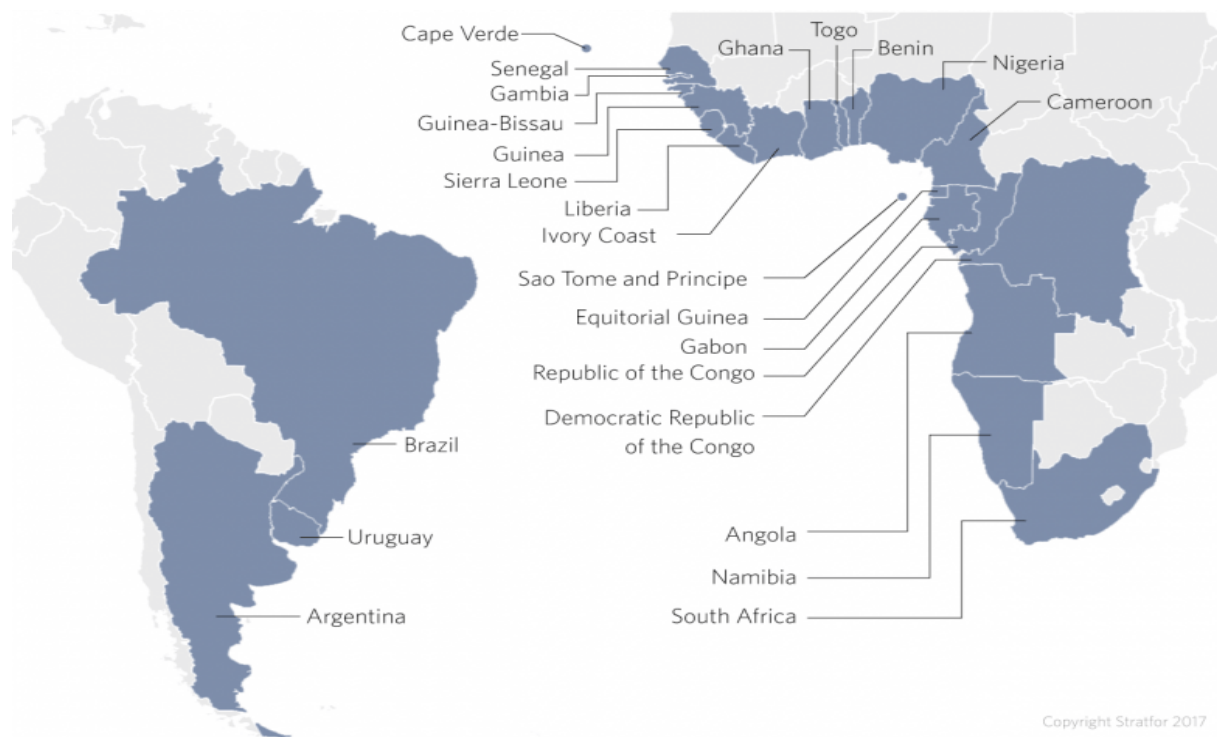 Togo
Cape Verde
Ghana
Benin
Nigeria
Senegal
Gambia
Cameroon
Guinea-Bissau
Guinea
Sierra Leone
Liberia
Ivory Coast
Sao Tome and Principe
Equitorial Guinea
Gabon
Republic of the Congo
Democratic Republic
of the Congo
Brazil
Angola
Uruguay
Namibia
Argentina
South Africa
Copyright Stratfor 2017